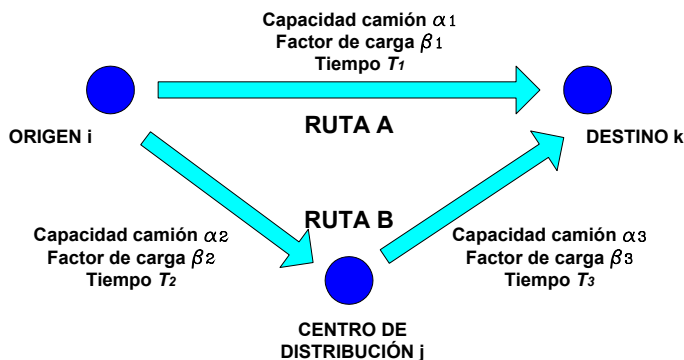 Capacidad camión α1
Factor de carga β1
Tiempo T1
RUTA A
ORIGEN i
DESTINO k
RUTA B
Capacidad camión α2
Factor de carga β2
Tiempo T2
Capacidad camión α3
Factor de carga β3
Tiempo T3
CENTRO DE
DISTRIBUCIÓN j